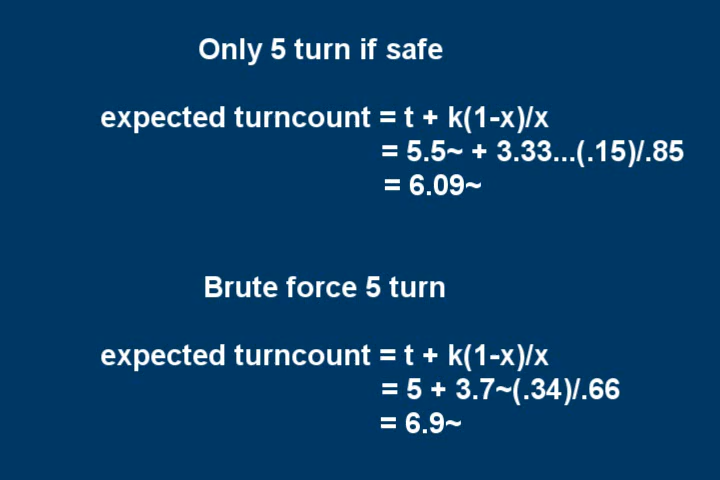 Only 5 turn if safe
expected turncount = t + k(1-x)/x
= 5.5~ + 3.33...(.15)/.85
= 6.09~
Brute force 5 turn
expected turncount = t + k(1-x)/x
= 5 + 3.7~(.34)/.66
= 6.9~